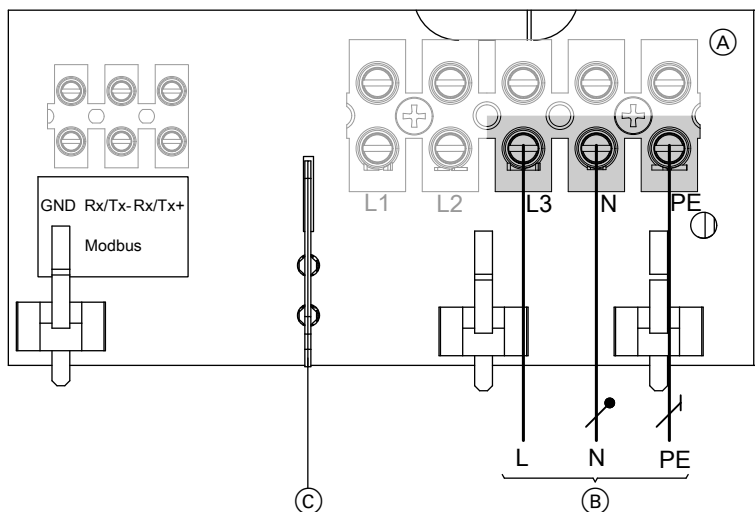 A
L1 L2 L3 N PE
GND Rx/Tx- Rx/Tx+
Modbus
L N PE
C B